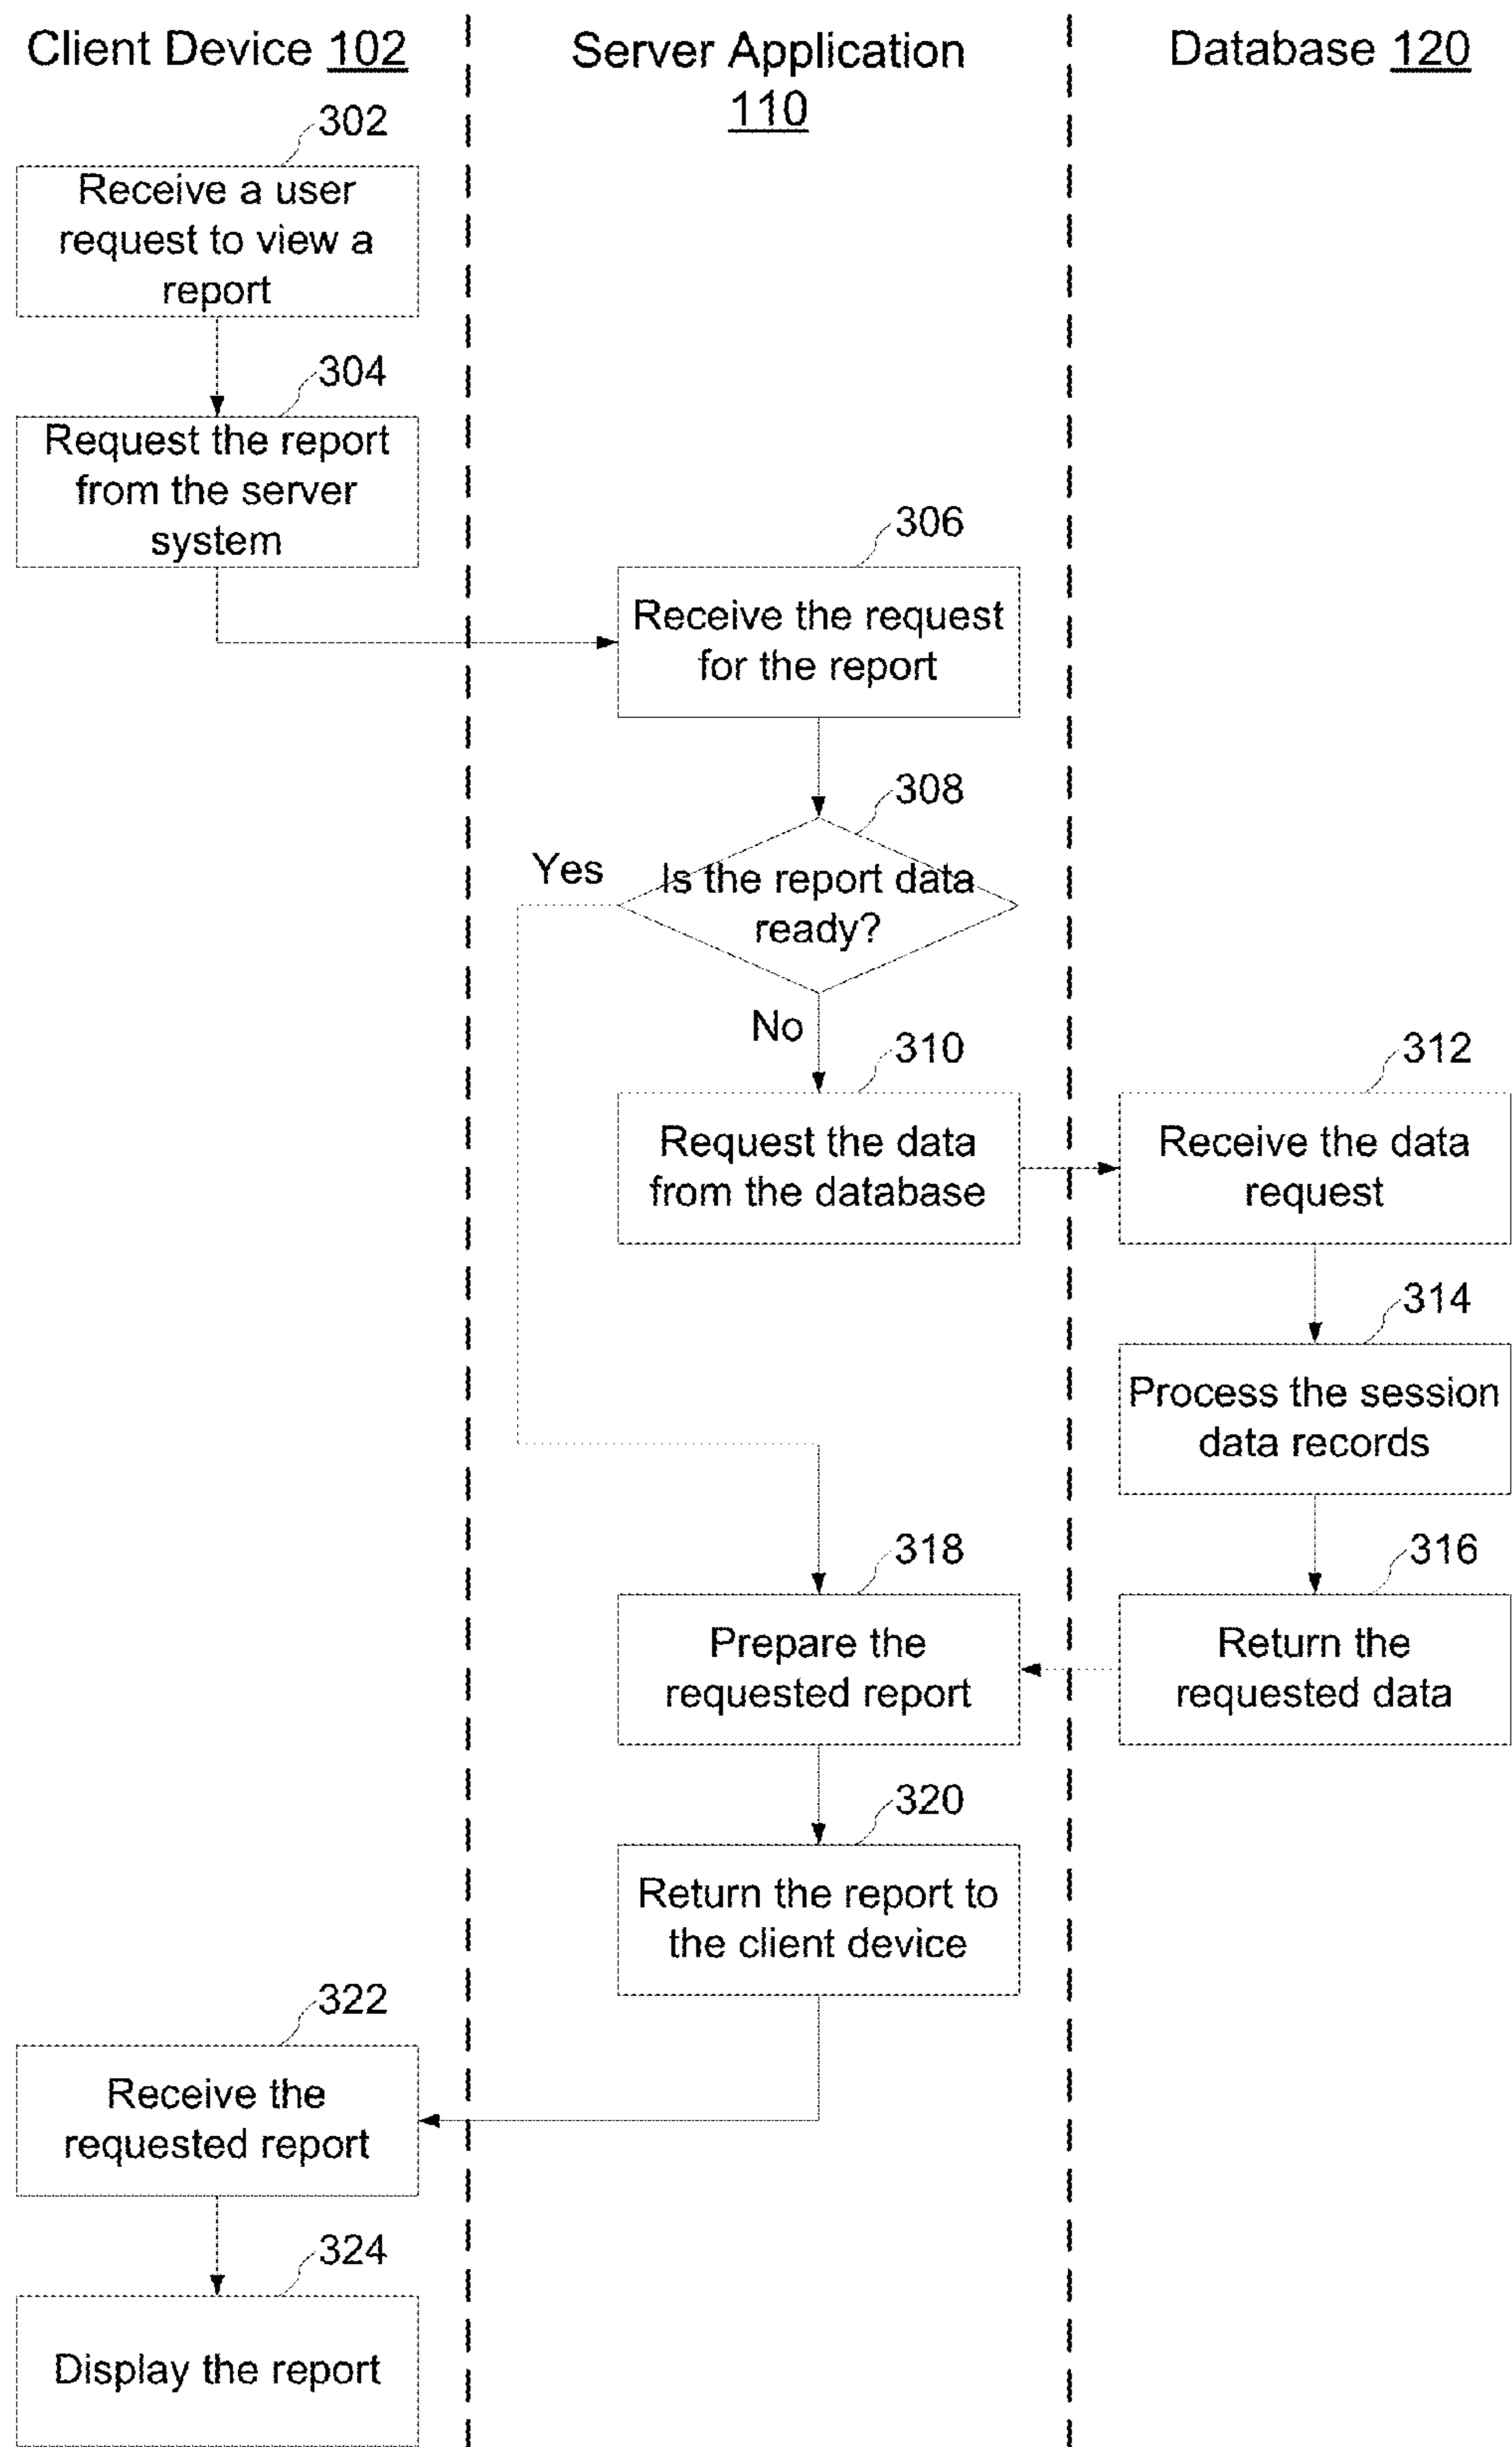 Client Device 102
Server Application
110
Database 120
302
Receive a user
request to view a
report
304
Request the report
from the server
system
306
Receive the request
for the report
308
Yes
Is the report data
ready?
No
310
Request the data
from the database
312
Receive the data
request
314
Process the session
data records
316
Return the
requested data
318
Prepare the
requested report
320
Return the report to
the client device
322
Receive the
requested report
324
Display the report